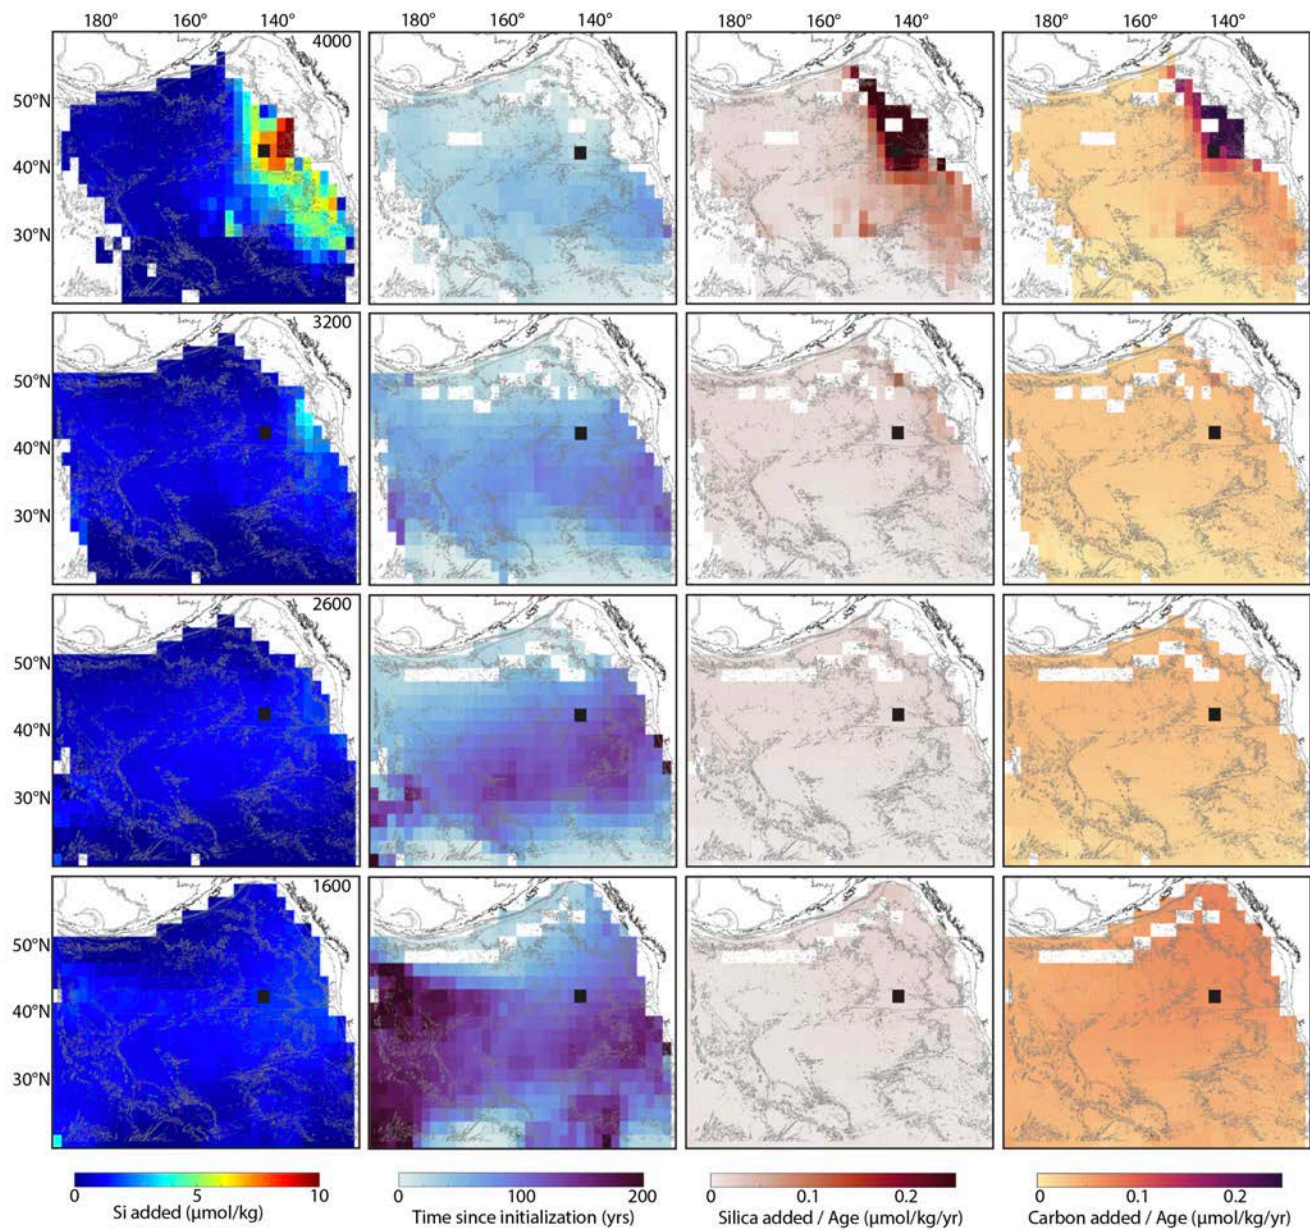 180° 160° 140° 180° 160° 140° 180° 160° 140° 180° 160° 140°
4000
50°N
40°N
30°N
3200
50°N
40°N
30°N
2600
50°N
40°N
30°N
1600
50°N
40°N
30°N
0 5 10 0 100 200 0 0.1 0.2 0 0.1 0.2
Si added (μmol/kg) Time since initialization (yrs) Silica added / Age (μmol/kg/yr) Carbon added / Age (μmol/kg/yr)